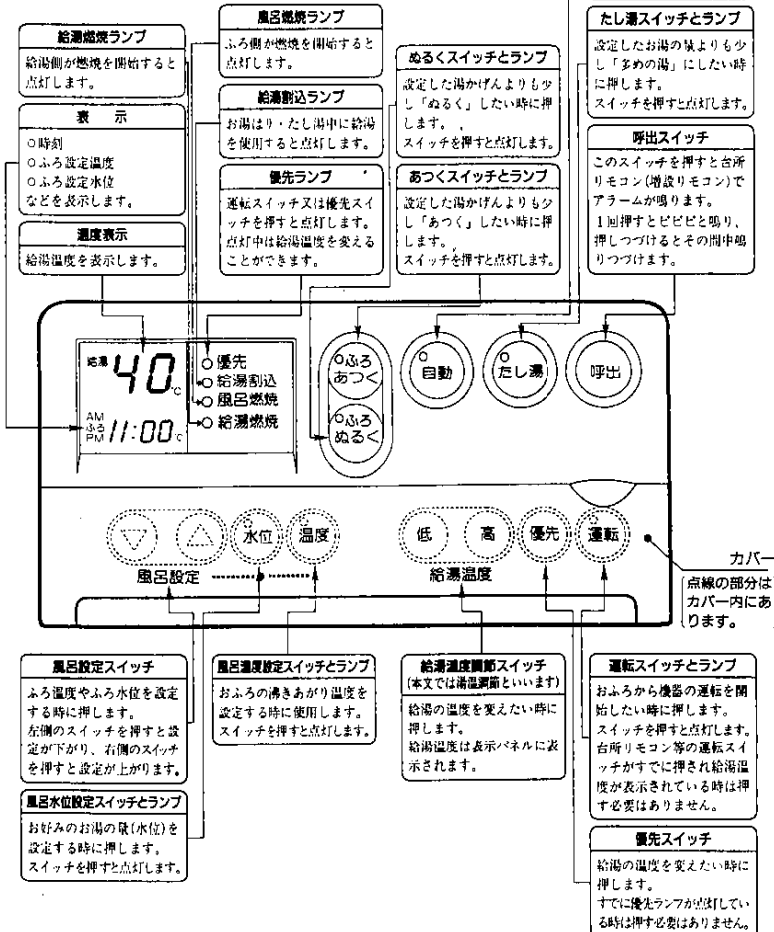 給湯燃焼ランプ
給湯側が燃焼を開始すると
点灯します。
表 示
○時刻
○ふろ設定温度
○ふろ設定水位
などを表示します。
温度表示
給湯温度を表示します。
風呂燃焼ランプ
ふろ側が燃焼を開始すると
点灯します。
給湯割込ランプ
お湯はり・たし湯中に給湯
を使用すると点灯します。
優先ランプ
運転スイッチ又は優先スイ
ッチを押すと点灯します。
点灯中は給湯温度を変える
ことができます。
ぬるくスイッチとランプ
設定した湯かげんよりも少
し「ぬるく」したい時に押
します。
スイッチを押すと点灯します。
あつくスイッチとランプ
設定した湯かげんよりも少
し「あつく」したい時に押
します。
スイッチを押すと点灯します。
たし湯スイッチとランプ
設定したお湯の量よりも少
し「多めの湯」にしたい時
に押します。
スイッチを押すと点灯します。
呼出スイッチ
このスイッチを押すと台所
リモコン(増設リモコン)で
アラームが鳴ります。
1回押すとピピピと鳴り、
押しつづけるとその間中鳴
りつづけます。
給湯 40℃
AM
ふろ
PM 11:00℃
優先
給湯割込
風呂燃焼
給湯燃焼
ふろ
あつく
ふろ
ぬるく
自動
たし湯
呼出
▽ △ 水位 温度
風呂設定
低 高 優先 運転
給湯温度
カバー
点線の部分は
カバー内にあ
ります。
風呂設定スイッチ
ふろ温度やふろ水位を設定
する時に押します。
左側のスイッチを押すと設
定が下がり、右側のスイッチ
を押すと設定が上がります。
風呂水位設定スイッチとランプ
お好みのお湯の量(水位)を
設定する時に押します。
スイッチを押すと点灯します。
風呂温度設定スイッチとランプ
おふろの沸きあがり温度を
設定する時に使用します。
スイッチを押すと点灯します。
給湯温度調節スイッチ
(本文では湯温調節といいます)
給湯の温度を変えたい時に
押します。
給湯温度は表示パネルに表
示されます。
運転スイッチとランプ
おふろから機器の運転を開
始したい時に押します。
スイッチを押すと点灯します。
台所リモコン等の運転スイ
ッチがすでに押され給湯温
度が表示されている時は押
す必要はありません。
優先スイッチ
給湯の温度を変えたい時に
押します。
すでに優先ランプが点灯してい
る時は押す必要はありません。